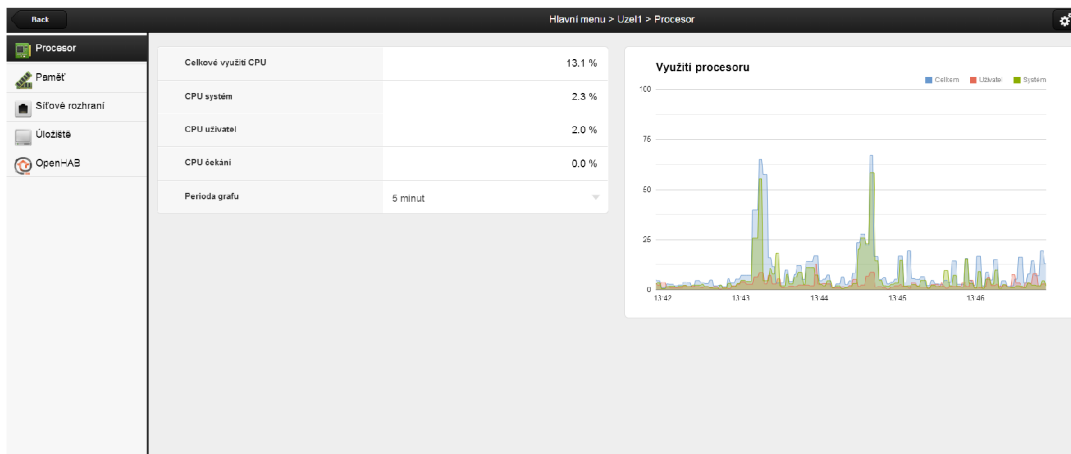 Back
Hlavní menu > Uzel1 > Procesor
Procesor
Paměť
Síťové rozhraní
Úložiště
OpenHAB
Celkové využití CPU 13.1 %
CPU systém 2.3 %
CPU uživatel 2.0 %
CPU čekání 0.0 %
Perioda grafu 5 minut
Využití procesoru
Celkem Uživatel Systém
100
75
50
25
0
13:42 13:43 13:44 13:45 13:46